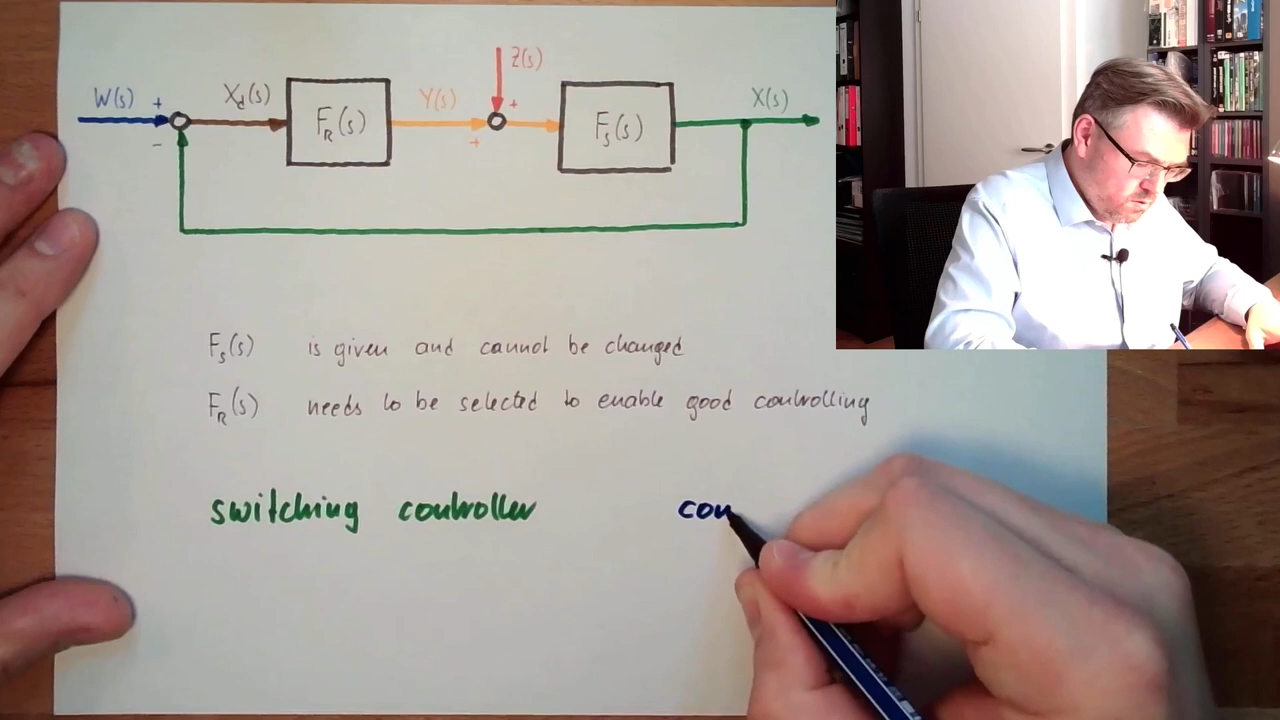 W(s) + X_d(s) F_R(s) Y(s) + Z(s) + F_S(s) X(s)
-
F_S(s) is given and cannot be changed
F_R(s) needs to be selected to enable good controlling
switching controller con